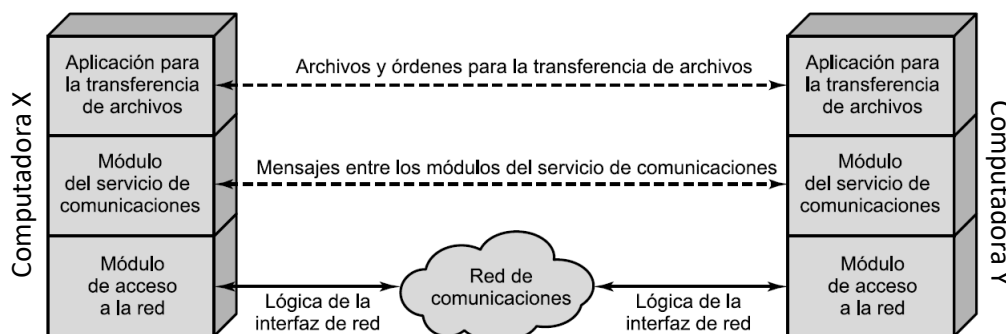 Computadora X
Aplicación para
la transferencia
de archivos
Archivos y órdenes para la transferencia de archivos
Aplicación para
la transferencia
de archivos
Módulo
del servicio de
comunicaciones
Mensajes entre los módulos del servicio de comunicaciones
Módulo
del servicio de
comunicaciones
Módulo
de acceso
a la red
Lógica de la
interfaz de red
Red de
comunicaciones
Lógica de la
interfaz de red
Módulo
de acceso
a la red
Computadora Y